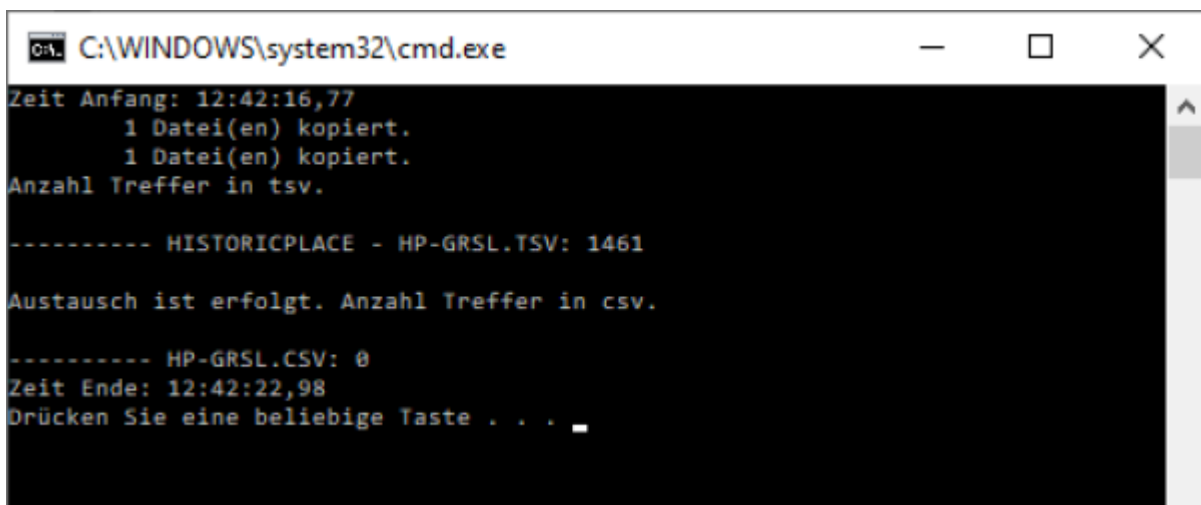 C:\WINDOWS\system32\cmd.exe
Zeit Anfang: 12:42:16,77
        1 Datei(en) kopiert.
        1 Datei(en) kopiert.
Anzahl Treffer in tsv.
---------- HISTORICPLACE - HP-GRSL.TSV: 1461
Austausch ist erfolgt. Anzahl Treffer in csv.
---------- HP-GRSL.CSV: 0
Zeit Ende: 12:42:22,98
Drücken Sie eine beliebige Taste . . .